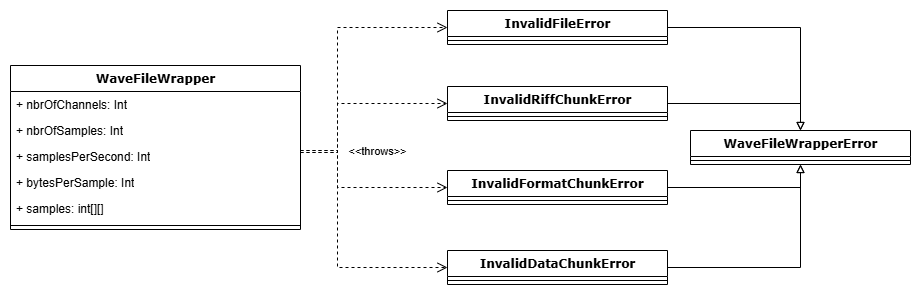 WaveFileWrapper
+ nbrOfChannels: Int
+ nbrOfSamples: Int
+ samplesPerSecond: Int
+ bytesPerSample: Int
+ samples: int[][]
<<throws>>
InvalidFileError
InvalidRiffChunkError
InvalidFormatChunkError
InvalidDataChunkError
WaveFileWrapperError